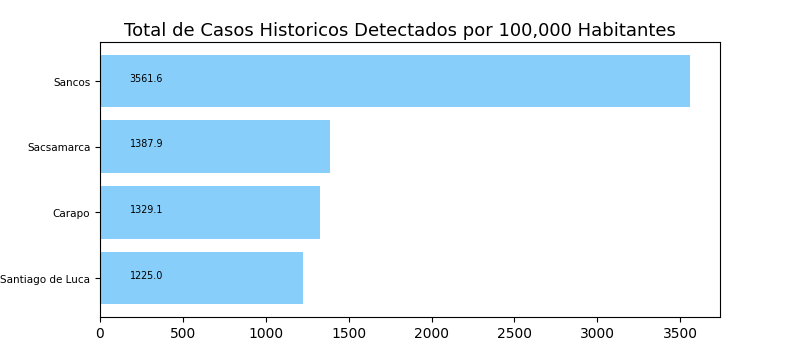 Total de Casos Historicos Detectados por 100,000 Habitantes
Sancos
3561.6
Sacsamarca
1387.9
Carapo
1329.1
Santiago de Luca
1225.0
0 500 1000 1500 2000 2500 3000 3500